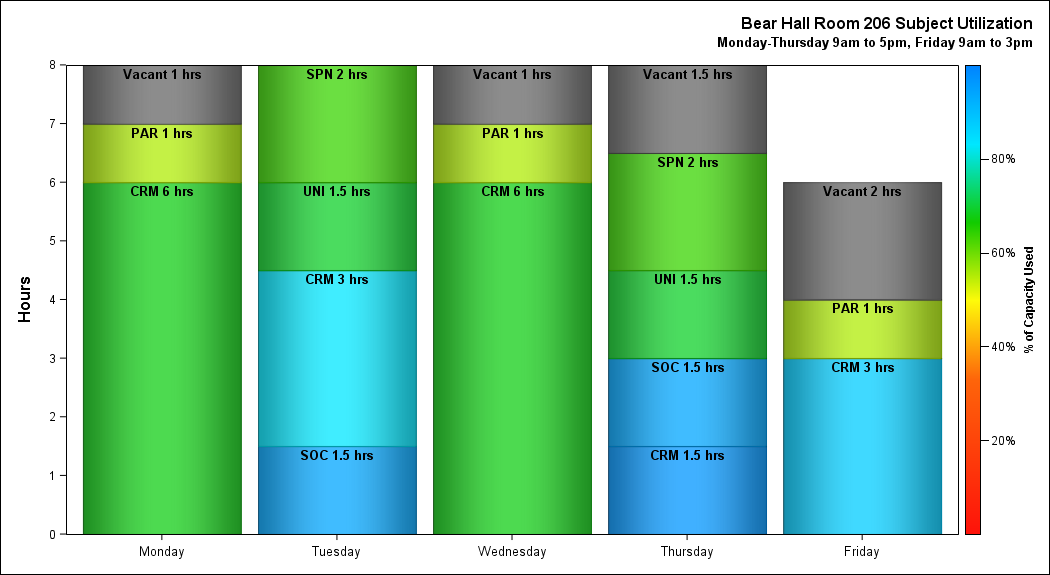 Bear Hall Room 206 Subject Utilization
Monday-Thursday 9am to 5pm, Friday 9am to 3pm
Hours
8
7
6
5
4
3
2
1
0
Vacant 1 hrs
PAR 1 hrs
CRM 6 hrs
SPN 2 hrs
UNI 1.5 hrs
CRM 3 hrs
SOC 1.5 hrs
Vacant 1 hrs
PAR 1 hrs
CRM 6 hrs
Vacant 1.5 hrs
SPN 2 hrs
UNI 1.5 hrs
SOC 1.5 hrs
CRM 1.5 hrs
Vacant 2 hrs
PAR 1 hrs
CRM 3 hrs
Monday
Tuesday
Wednesday
Thursday
Friday
80%
60%
40%
20%
% of Capacity Used